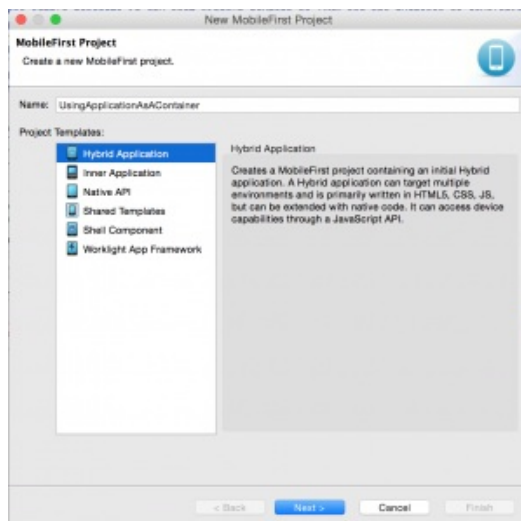 New MobileFirst Project
MobileFirst Project
Create a new MobileFirst project.
Name: UsingApplicationAsAContainer
Project Templates:
Hybrid Application
Inner Application
Native API
Shared Templates
Shell Component
Worklight App Framework
Hybrid Application
Creates a MobileFirst project containing an initial Hybrid
application. A Hybrid application can target multiple
environments and is primarily written in HTML5, CSS, JS,
but can be extended with native code. It can access device
capabilities through a JavaScript API.
< Back
Next >
Cancel
Finish